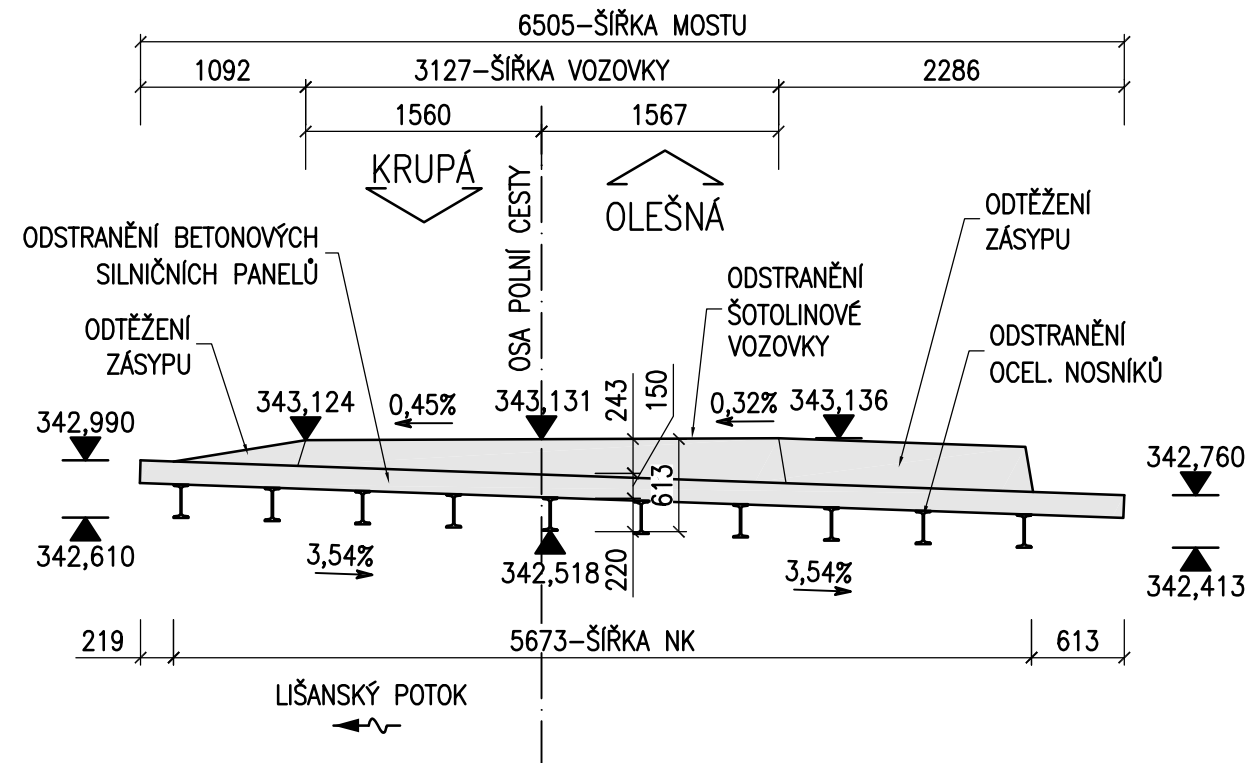 6505–ŠÍŘKA MOSTU
1092
3127–ŠÍŘKA VOZOVKY
2286
1560
1567
KRUPÁ
OLEŠNÁ
OSA POLNÍ CESTY
ODSTRANĚNÍ BETONOVÝCH
SILNIČNÍCH PANELŮ
ODTĚŽENÍ
ZÁSYPU
ODSTRANĚNÍ
ŠOTOLINOVÉ
VOZOVKY
ODTĚŽENÍ
ZÁSYPU
ODSTRANĚNÍ
OCEL. NOSNÍKŮ
342,990
343,124
0,45%
343,131
243
150
0,32%
343,136
342,760
613
342,610
3,54%
342,518
220
3,54%
342,413
219
5673–ŠÍŘKA NK
613
LIŠANSKÝ POTOK